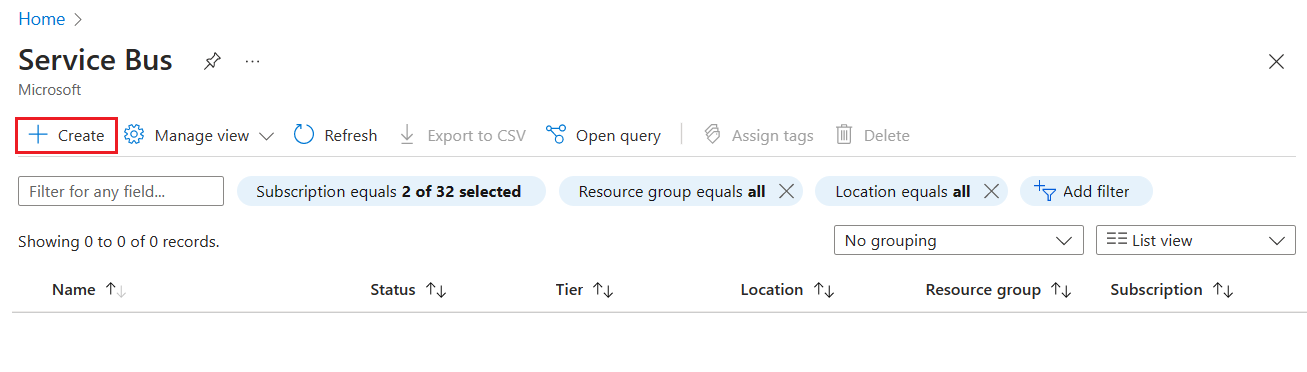 Home
Service Bus
Microsoft
Create Manage view Refresh Export to CSV Open query Assign tags Delete
Filter for any field... Subscription equals 2 of 32 selected Resource group equals all Location equals all Add filter
Showing 0 to 0 of 0 records. No grouping List view
Name Status Tier Location Resource group Subscription